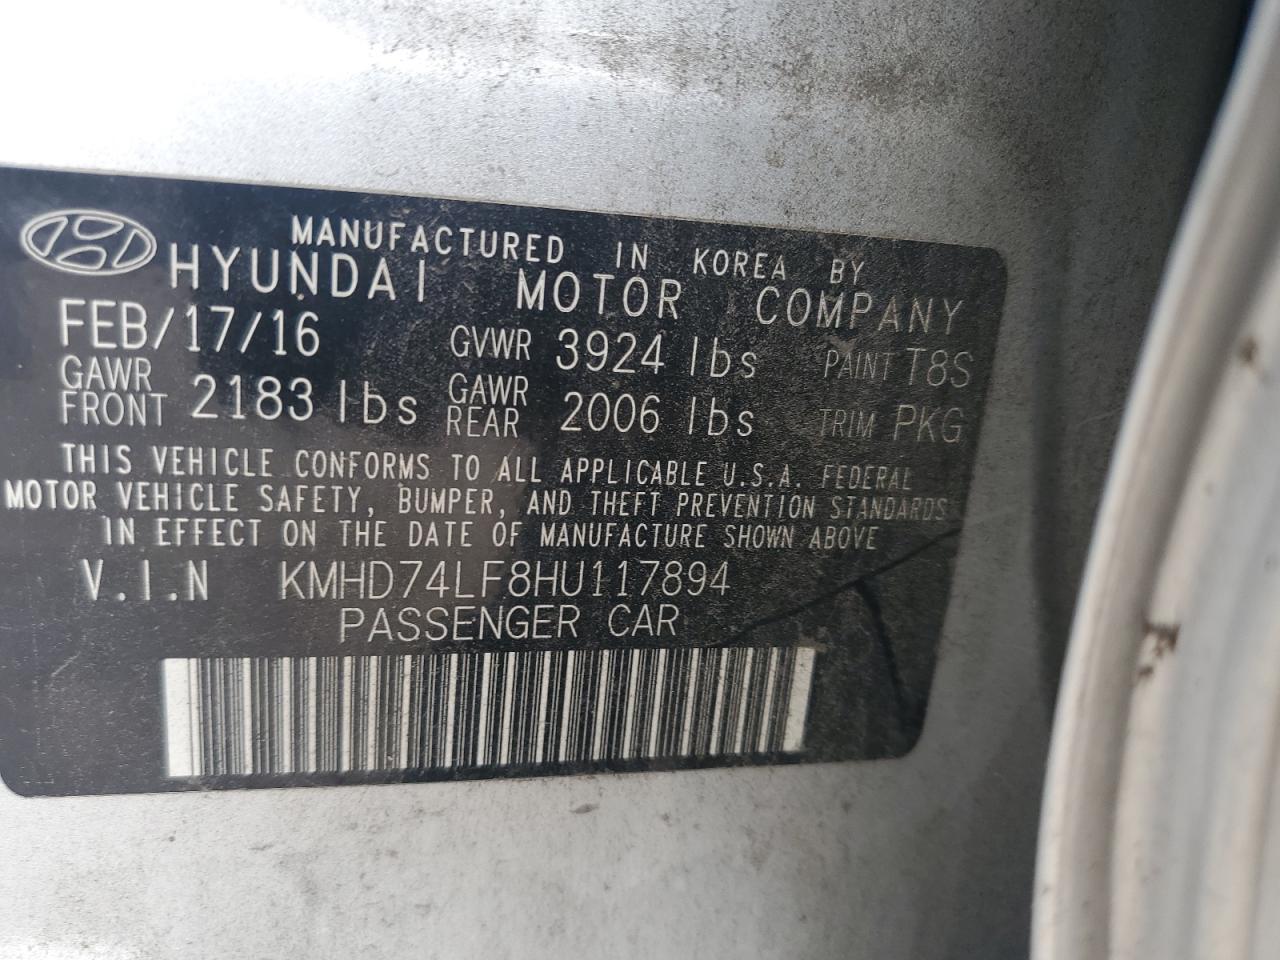 MANUFACTURED IN KOREA BY
HYUNDAI MOTOR COMPANY
FEB/17/16 GVWR 3924 lbs PAINT T8S
GAWR FRONT 2183 lbs GAWR REAR 2006 lbs TRIM PKG
THIS VEHICLE CONFORMS TO ALL APPLICABLE U.S.A. FEDERAL
MOTOR VEHICLE SAFETY, BUMPER, AND THEFT PREVENTION STANDARDS
IN EFFECT ON THE DATE OF MANUFACTURE SHOWN ABOVE
V.I.N KMHD74LF8HU117894
PASSENGER CAR